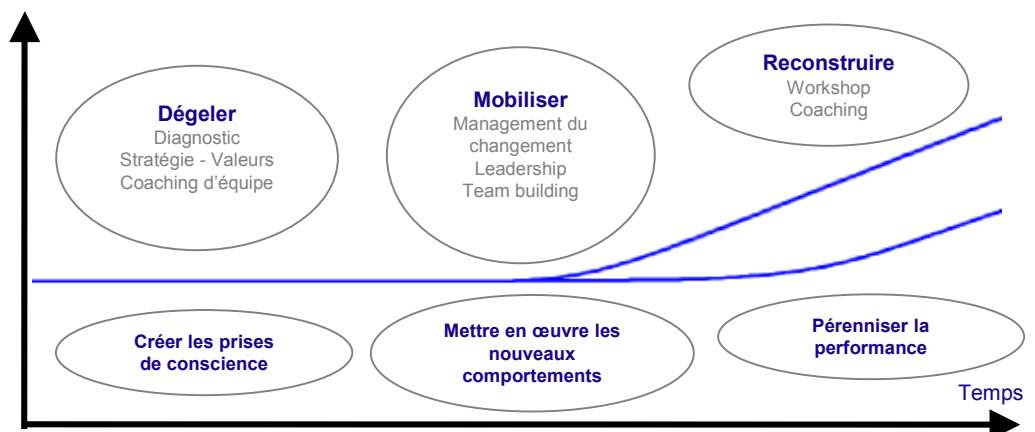 Dégeler
Diagnostic
Stratégie - Valeurs
Coaching d'équipe
Mobiliser
Management du
changement
Leadership
Team building
Reconstruire
Workshop
Coaching
Créer les prises
de conscience
Mettre en œuvre les
nouveaux
comportements
Pérenniser la
performance
Temps